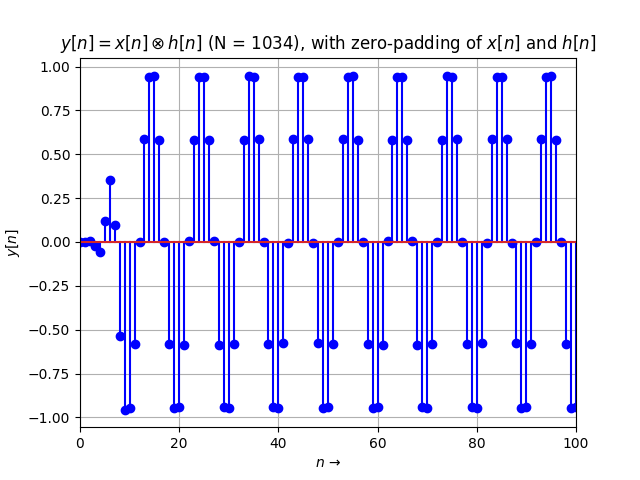 y[n] = x[n] ⊗ h[n] (N = 1034), with zero-padding of x[n] and h[n]
1.00
0.75
0.50
0.25
0.00
−0.25
−0.50
−0.75
−1.00
y[n]
0 20 40 60 80 100
n →